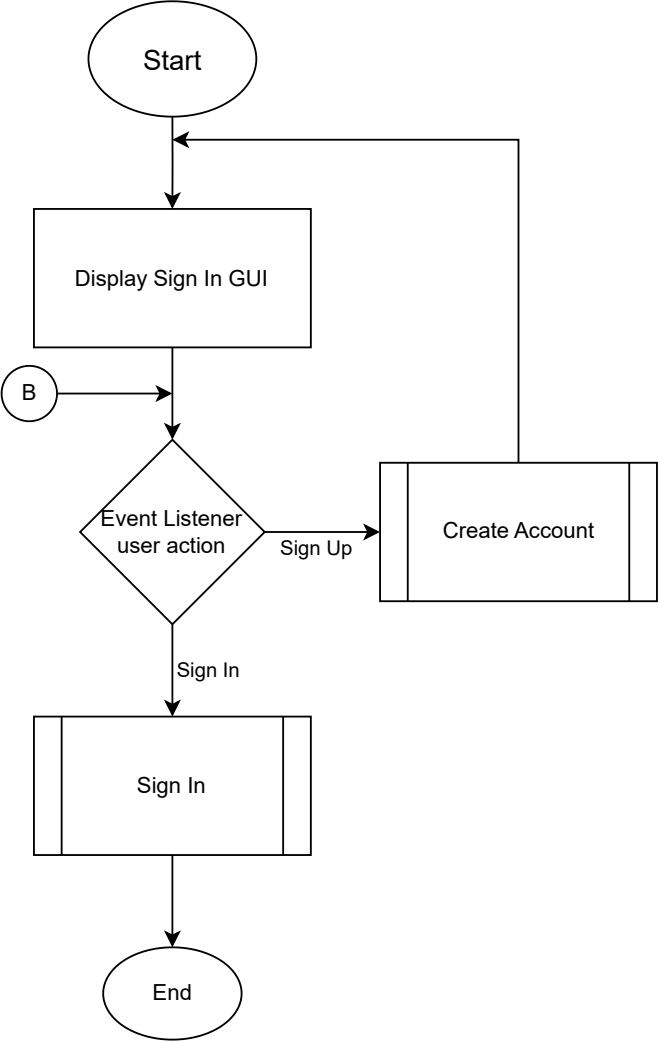 Start
Display Sign In GUI
B
Event Listener
user action
Sign Up
Create Account
Sign In
Sign In
End